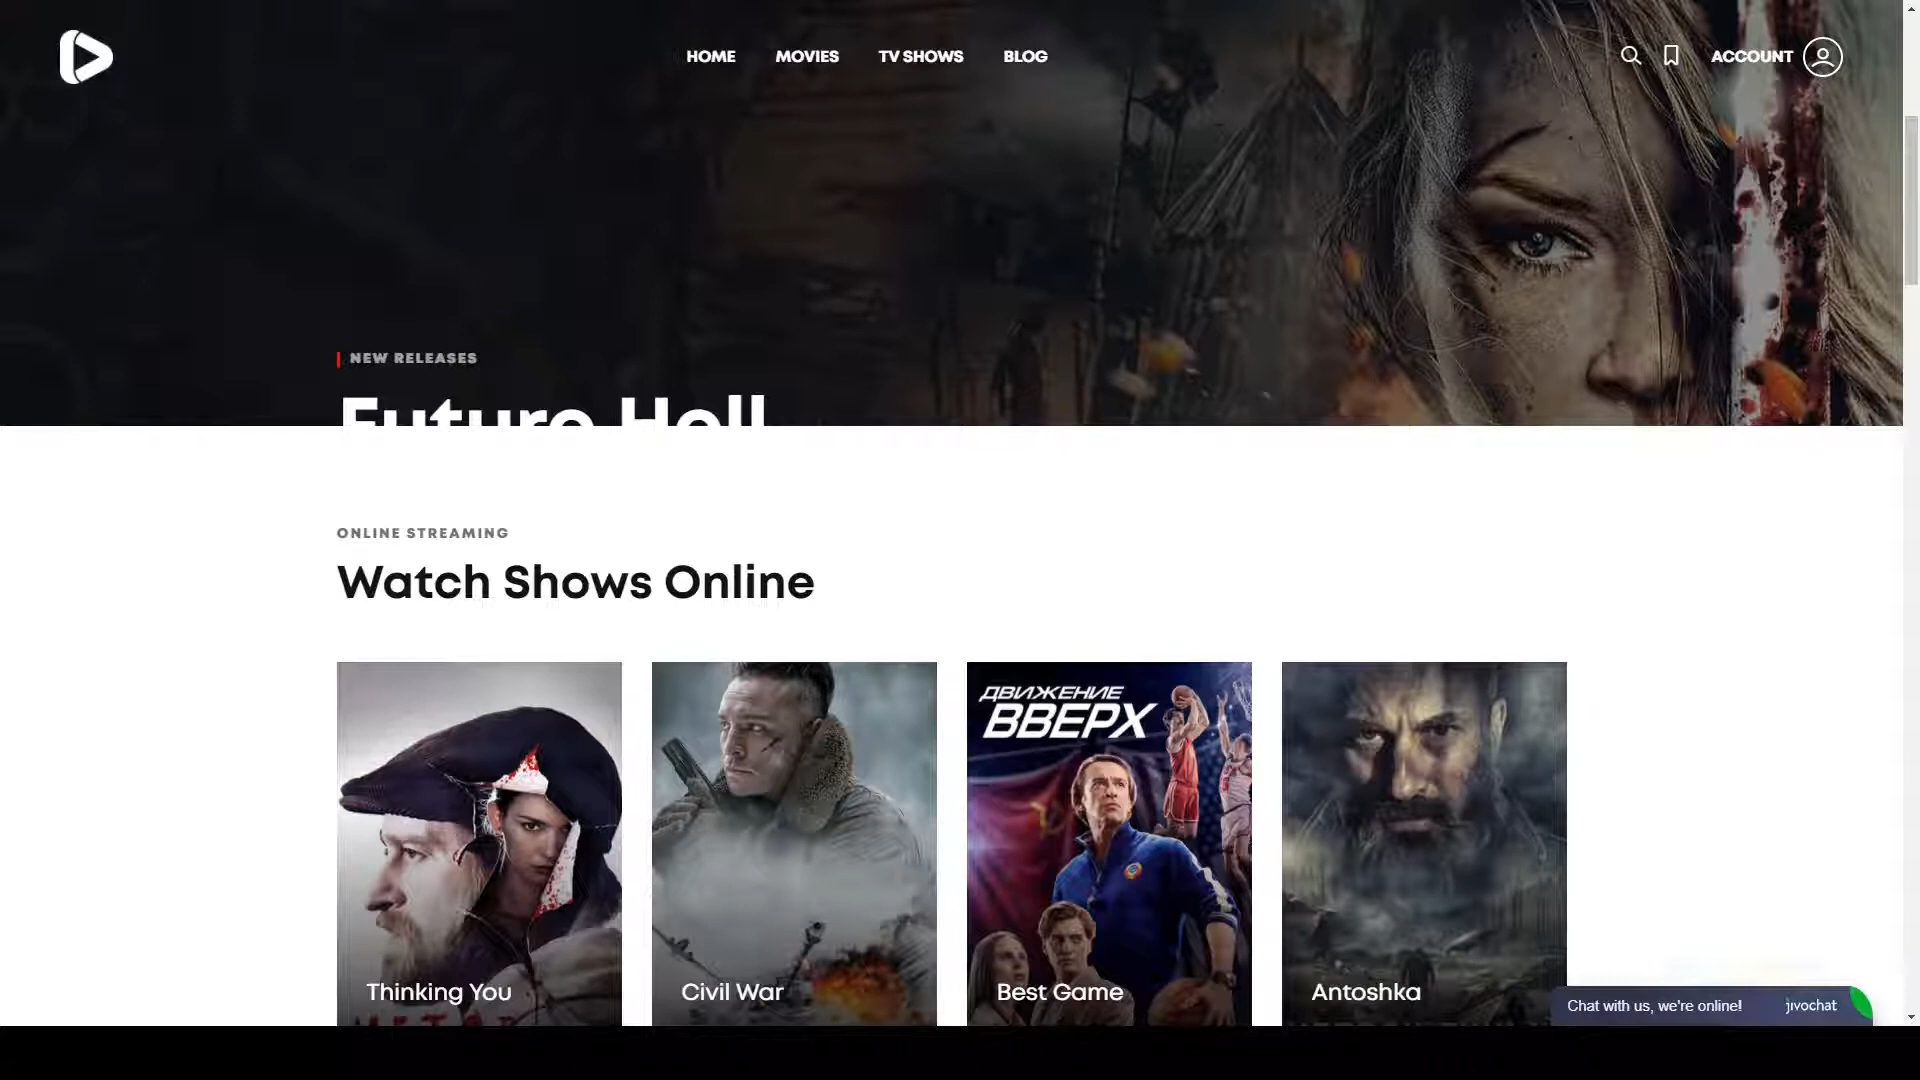 HOME MOVIES TV SHOWS BLOG ACCOUNT
NEW RELEASES
Future Hell
ONLINE STREAMING
Watch Shows Online
ДВИЖЕНИЕ
ВВЕРХ
Thinking You
Civil War
Best Game
Antoshka
Chat with us, we're online! jivochat